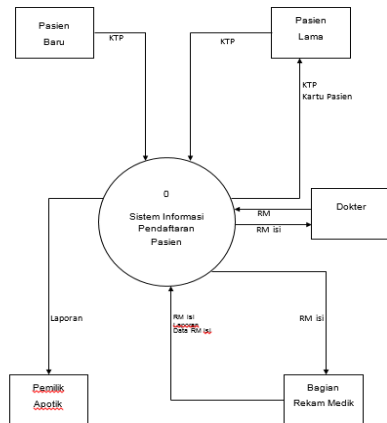 Pasien
Baru
Pasien
Lama
KTP
KTP
KTP
Kartu Pasien
0
Sistem Informasi
Pendaftaran
Pasien
Dokter
RM
RM isi
Laporan
RM isi
Laporan
Data RM isi
RM isi
Pemilik
Apotik
Bagian
Rekam Medik